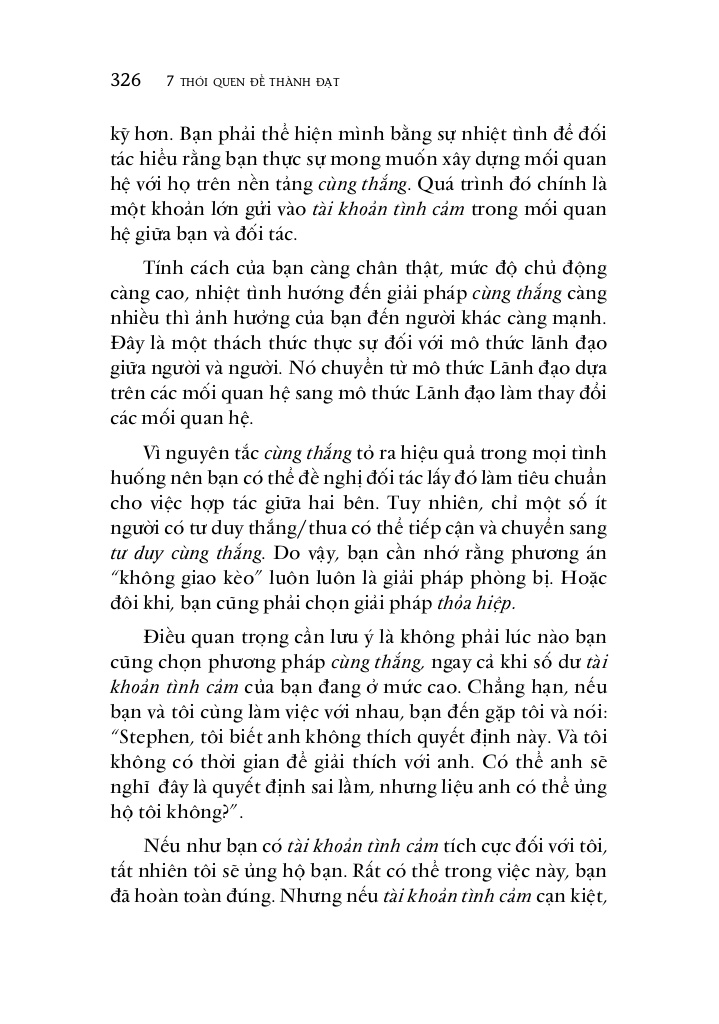 326 7 THÓI QUEN ĐỂ THÀNH ĐẠT
kỹ hơn. Bạn phải thể hiện mình bằng sự nhiệt tình để đối
tác hiểu rằng bạn thực sự mong muốn xây dựng mối quan
hệ với họ trên nền tảng cùng thắng. Quá trình đó chính là
một khoản lớn gửi vào tài khoản tình cảm trong mối quan
hệ giữa bạn và đối tác.
Tính cách của bạn càng chân thật, mức độ chủ động
càng cao, nhiệt tình hướng đến giải pháp cùng thắng càng
nhiều thì ảnh hưởng của bạn đến người khác càng mạnh.
Đây là một thách thức thực sự đối với mô thức lãnh đạo
giữa người và người. Nó chuyển từ mô thức Lãnh đạo dựa
trên các mối quan hệ sang mô thức Lãnh đạo làm thay đổi
các mối quan hệ.
Vì nguyên tắc cùng thắng tỏ ra hiệu quả trong mọi tình
huống nên bạn có thể đề nghị đối tác lấy đó làm tiêu chuẩn
cho việc hợp tác giữa hai bên. Tuy nhiên, chỉ một số ít
người có tư duy thắng/thua có thể tiếp cận và chuyển sang
tư duy cùng thắng. Do vậy, bạn cần nhớ rằng phương án
“không giao kèo” luôn luôn là giải pháp phòng bị. Hoặc
đôi khi, bạn cũng phải chọn giải pháp thỏa hiệp.
Điều quan trọng cần lưu ý là không phải lúc nào bạn
cũng chọn phương pháp cùng thắng, ngay cả khi số dư tài
khoản tình cảm của bạn đang ở mức cao. Chẳng hạn, nếu
bạn và tôi cùng làm việc với nhau, bạn đến gặp tôi và nói:
“Stephen, tôi biết anh không thích quyết định này. Và tôi
không có thời gian để giải thích với anh. Có thể anh sẽ
nghĩ đây là quyết định sai lầm, nhưng liệu anh có thể ủng
hộ tôi không?”.
Nếu như bạn có tài khoản tình cảm tích cực đối với tôi,
tất nhiên tôi sẽ ủng hộ bạn. Rất có thể trong việc này, bạn
đã hoàn toàn đúng. Nhưng nếu tài khoản tình cảm cạn kiệt,